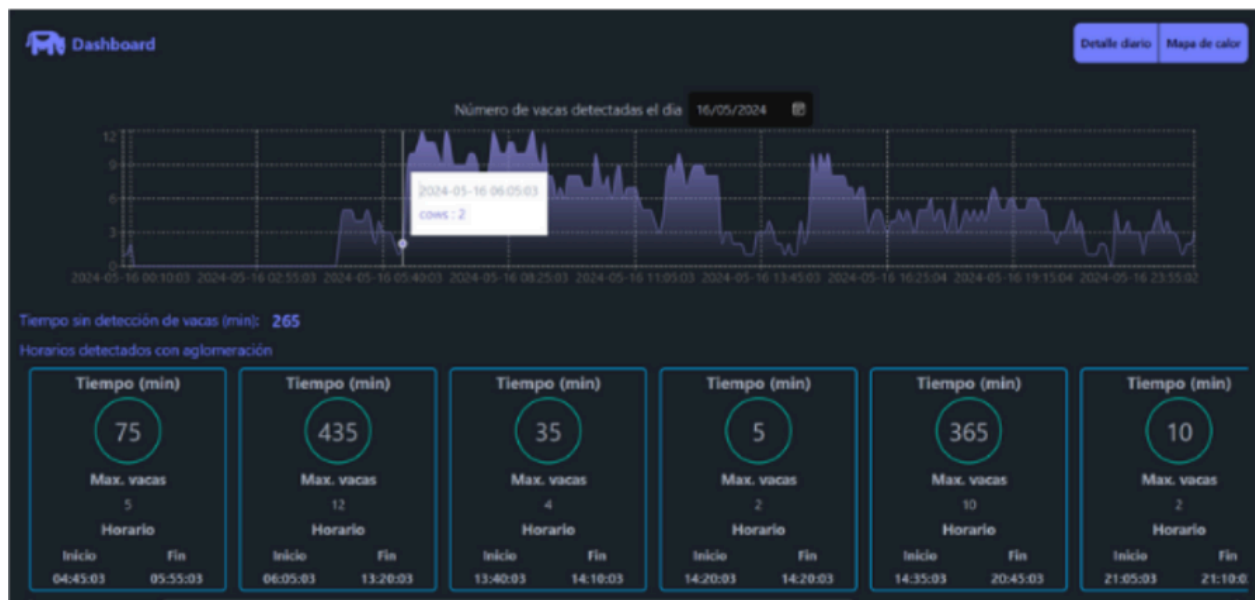 Dashboard
Detalle diario Mapa de calor
Número de vacas detectadas el dia 16/05/2024
12
9
6
3
0
2024-05-16 06:05:03
cows : 2
2024-05-16 00:10:03 2024-05-16 02:55:03 2024-05-16 05:40:03 2024-05-16 08:25:03 2024-05-16 11:05:03 2024-05-16 13:45:03 2024-05-16 16:25:04 2024-05-16 19:15:04 2024-05-16 23:55:02
Tiempo sin detección de vacas (min): 265
Horarios detectados con aglomeración
Tiempo (min) Tiempo (min) Tiempo (min) Tiempo (min) Tiempo (min) Tiempo (min)
75 435 35 5 365 10
Max. vacas Max. vacas Max. vacas Max. vacas Max. vacas Max. vacas
5 12 4 2 10 2
Horario Horario Horario Horario Horario Horario
Inicio Fin Inicio Fin Inicio Fin Inicio Fin Inicio Fin Inicio Fin
04:45:03 05:55:03 06:05:03 13:20:03 13:40:03 14:10:03 14:20:03 14:20:03 14:35:03 20:45:03 21:05:03 21:10:0